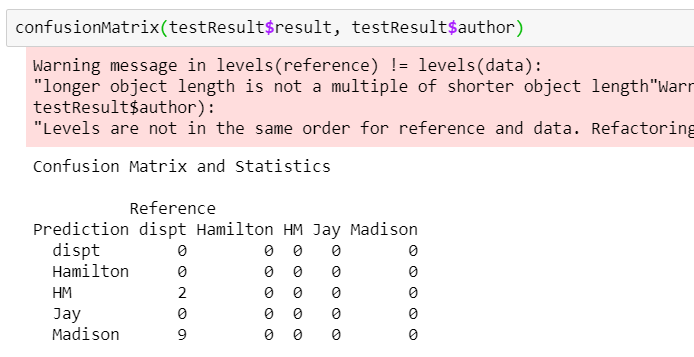 confusionMatrix(testResult$result, testResult$author)
Warning message in levels(reference) != levels(data):
"longer object length is not a multiple of shorter object length"Warr
testResult$author):
"Levels are not in the same order for reference and data. Refactoring
Confusion Matrix and Statistics
Reference
Prediction dispt Hamilton HM Jay Madison
dispt 0 0 0 0 0
Hamilton 0 0 0 0 0
HM 2 0 0 0 0
Jay 0 0 0 0 0
Madison 9 0 0 0 0